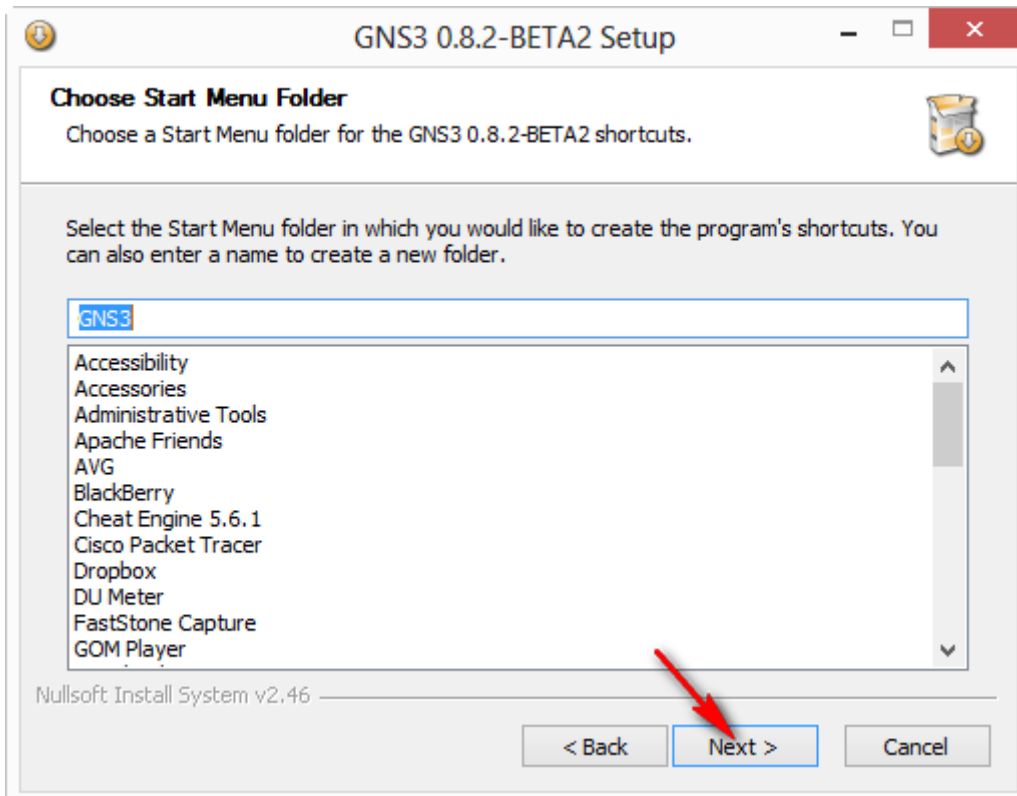 GNS3 0.8.2-BETA2 Setup
Choose Start Menu Folder
Choose a Start Menu folder for the GNS3 0.8.2-BETA2 shortcuts.
Select the Start Menu folder in which you would like to create the program's shortcuts. You
can also enter a name to create a new folder.
GNS3
Accessibility
Accessories
Administrative Tools
Apache Friends
AVG
BlackBerry
Cheat Engine 5.6.1
Cisco Packet Tracer
Dropbox
DU Meter
FastStone Capture
GOM Player
Nullsoft Install System v2.46
< Back
Next >
Cancel